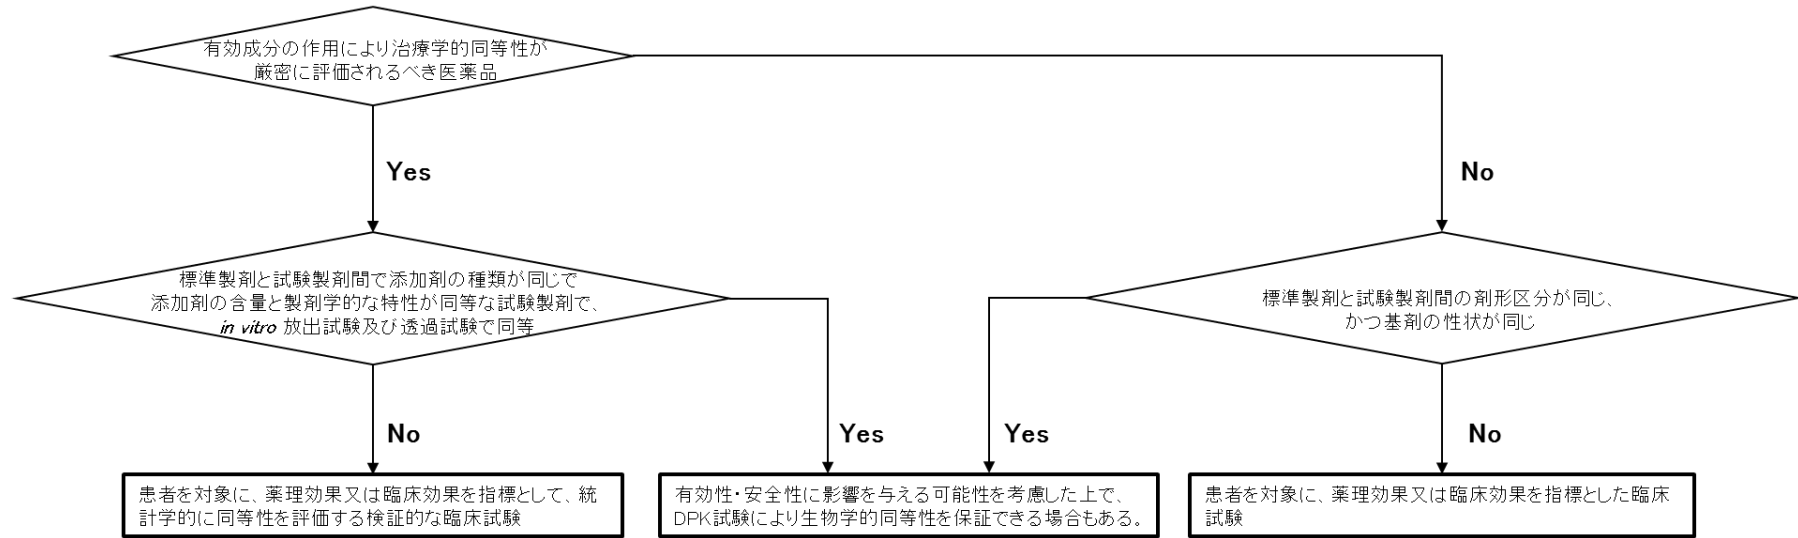 有効成分の作用により治療学的同等性が
厳密に評価されるべき医薬品
Yes
No
標準製剤と試験製剤間で添加剤の種類が同じで
添加剤の含量と製剤学的な特性が同等な試験製剤で、
in vitro 放出試験及び透過試験で同等
標準製剤と試験製剤間の剤形区分が同じ、
かつ基剤の性状が同じ
No
Yes
Yes
No
患者を対象に、薬理効果又は臨床効果を指標として、統
計学的に同等性を評価する検証的な臨床試験
有効性・安全性に影響を与える可能性を考慮した上で、
DPK試験により生物学的同等性を保証できる場合もある。
患者を対象に、薬理効果又は臨床効果を指標とした臨床
試験